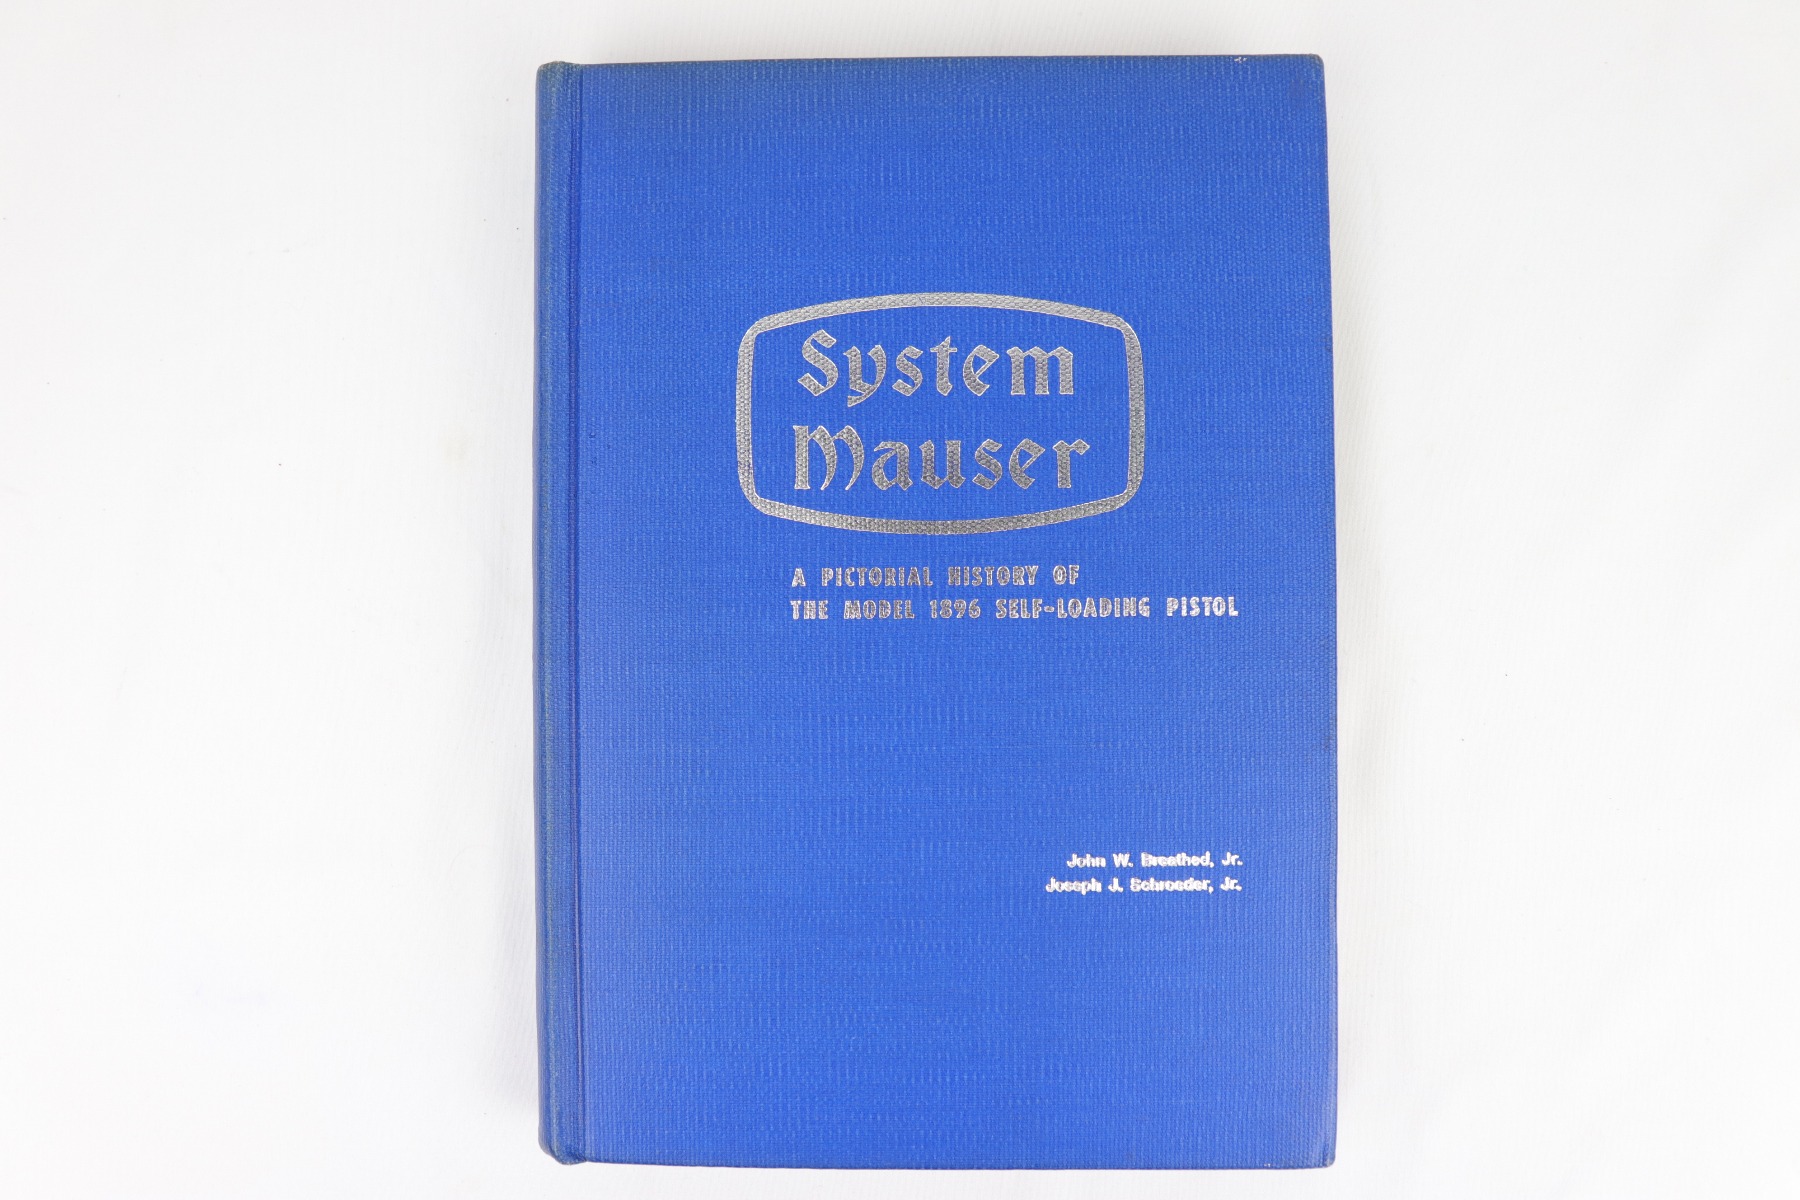 System
Mauser
A PICTORIAL HISTORY OF
THE MODEL 1896 SELF-LOADING PISTOL
John W. Breathed, Jr.
Joseph J. Schroeder, Jr.